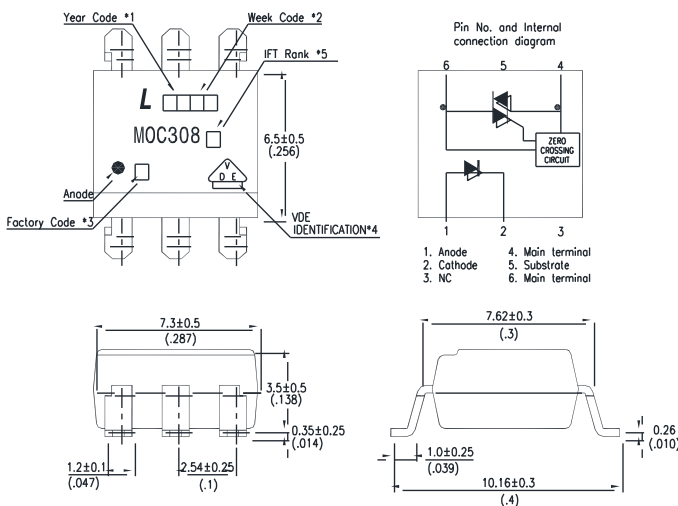 Year Code *1
Week Code *2
IFT Rank *5
L
MOC308
V
D E
Anode
Factory Code *3
VDE
IDENTIFICATION*4
6.5±0.5
(.256)
Pin No. and Internal
connection diagram
6 5 4
ZERO
CROSSING
CIRCUIT
1 2 3
1. Anode
2. Cathode
3. NC
4. Main terminal
5. Substrate
6. Main terminal
7.3±0.5
(.287)
3.5±0.5
(.138)
0.35±0.25
(.014)
1.2±0.1
(.047)
2.54±0.25
(.1)
7.62±0.3
(.3)
0.26
(.010)
1.0±0.25
(.039)
10.16±0.3
(.4)